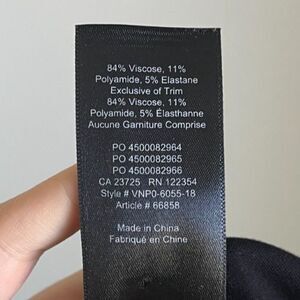 84% Viscose, 11%
Polyamide, 5% Elastane
Exclusive of Trim
84% Viscose, 11%
Polyamide, 5% Élasthanne
Aucune Garniture Comprise
PO 4500082964
PO 4500082965
PO 4500082966
CA 23725 RN 122354
Style # VNP0-6055-18
Article # 66858
Made in China
Fabriqué en Chine